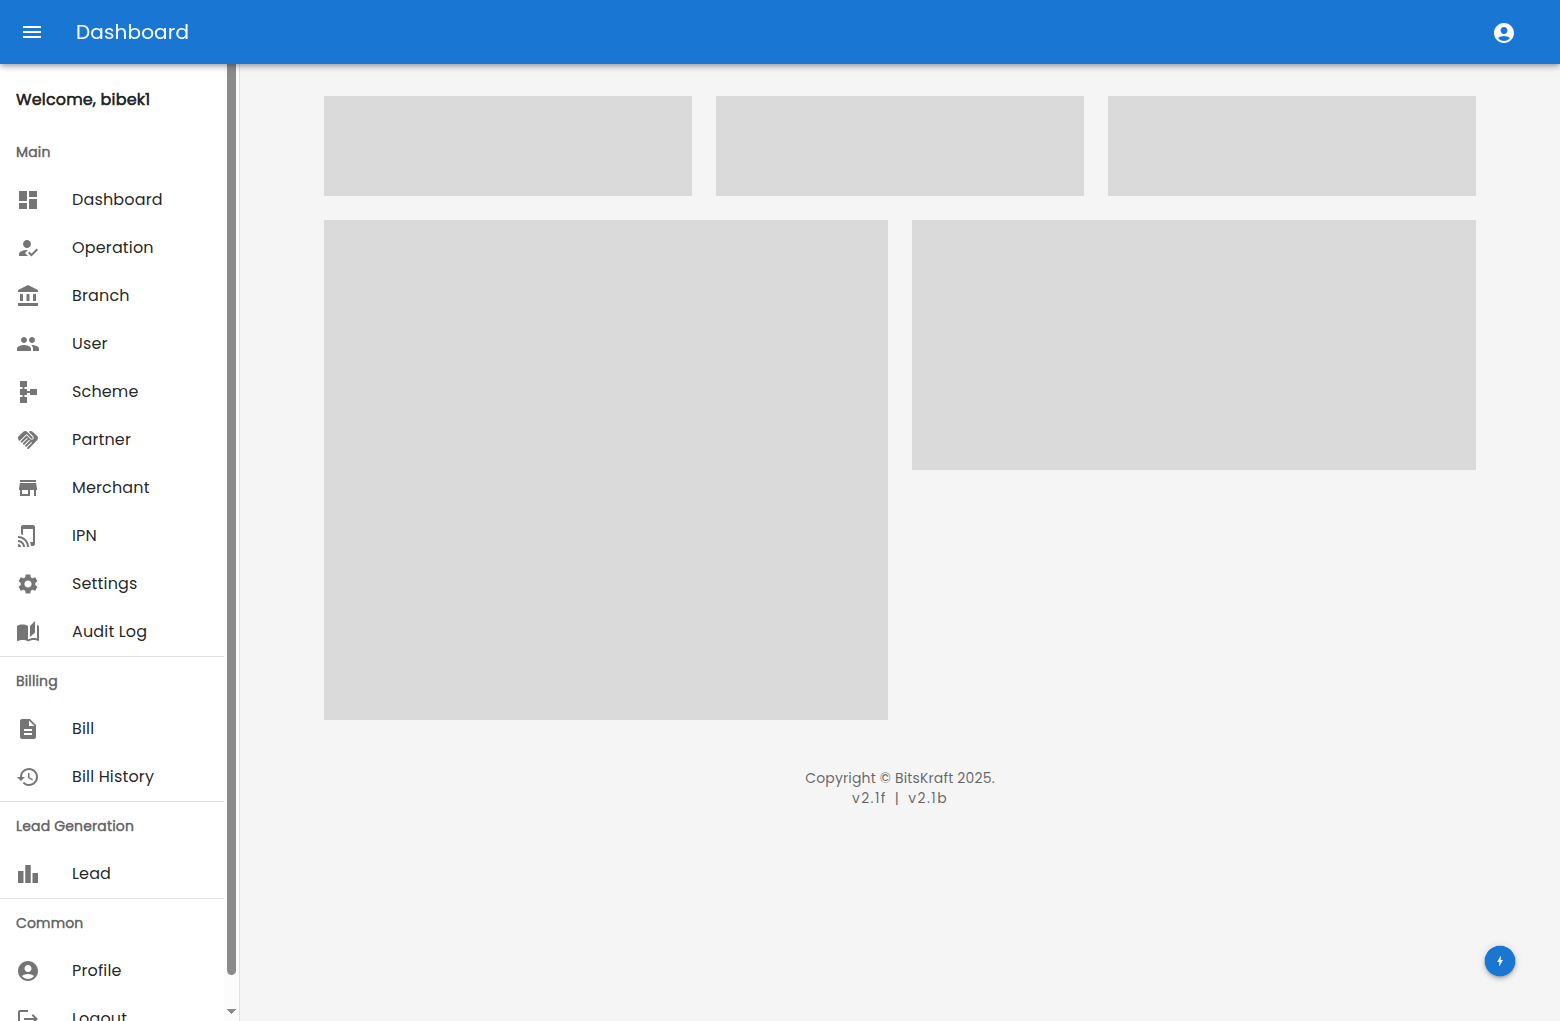 Dashboard
Welcome, bibek1
Main
Dashboard
Operation
Branch
User
Scheme
Partner
Merchant
IPN
Settings
Audit Log
Billing
Bill
Bill History
Lead Generation
Lead
Common
Profile
Logout
Copyright © BitsKraft 2025.
v2.1f | v2.1b